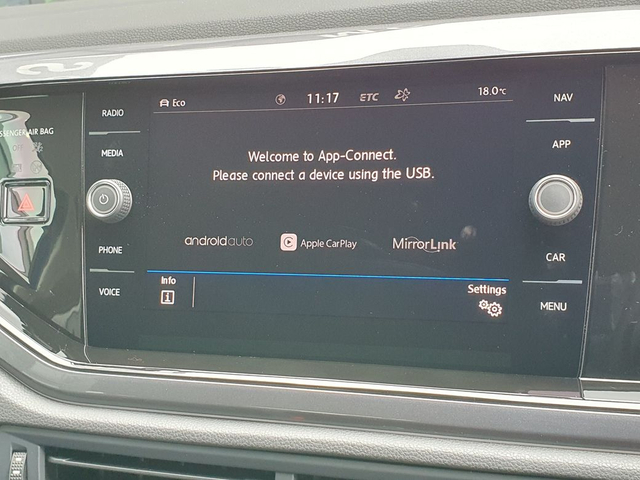 Eco
11:17
ETC
18.0°C
RADIO
MEDIA
PHONE
VOICE
NAV
APP
CAR
MENU
Welcome to App-Connect.
Please connect a device using the USB.
androidauto
Apple CarPlay
MirrorLink
Info
i
Settings
SSENGER AIR BAG